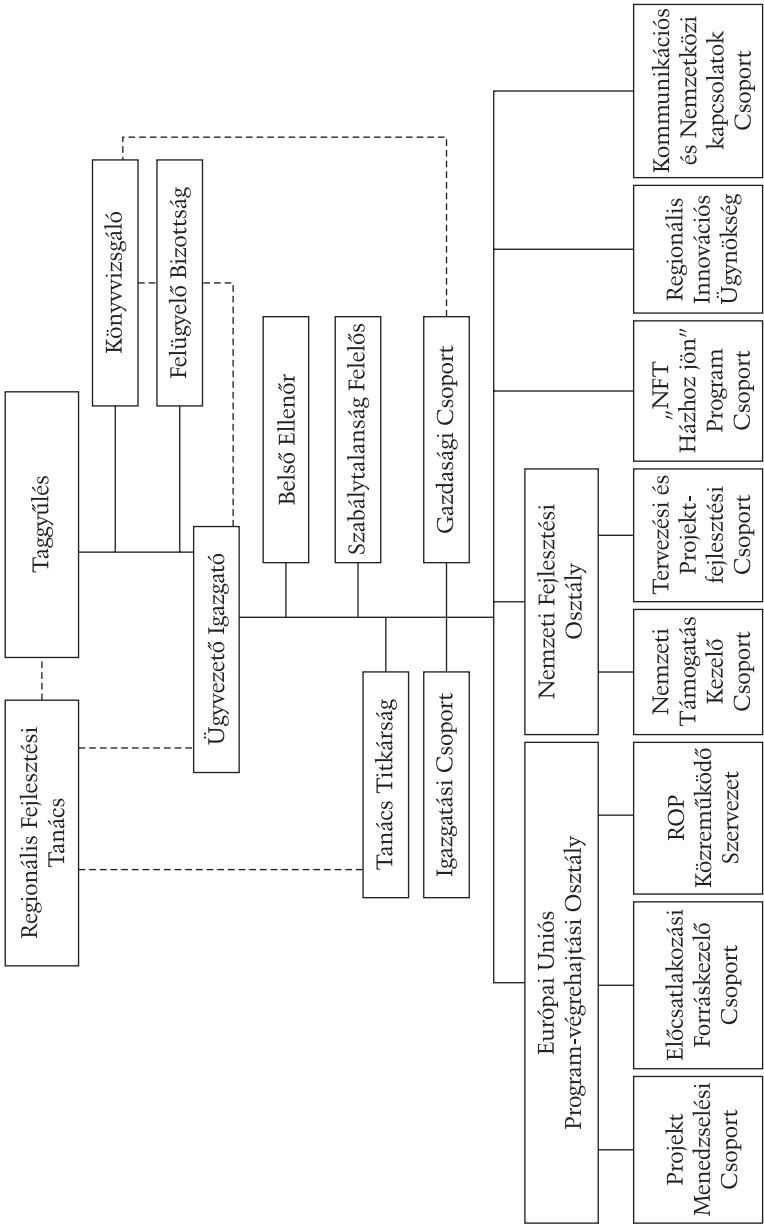 Regionális Fejlesztési
Tanács
Taggyűlés
Könyvvizsgáló
Felügyelő Bizottság
Ügyvezető Igazgató
Belső Ellenőr
Szabálytalanság Felelős
Tanács Titkárság
Igazgatási Csoport
Gazdasági Csoport
Európai Uniós
Program-végrehajtási Osztály
Nemzeti Fejlesztési
Osztály
Projekt
Menedzselési
Csoport
Előcsatlakozási
Forráskezelő
Csoport
ROP
Közreműködő
Szervezet
Nemzeti
Támogatás
Kezelő
Csoport
Tervezési és
Projekt-
fejlesztési
Csoport
„NFT
Házhoz jön”
Program
Csoport
Regionális
Innovációs
Ügynökség
Kommunikációs
és Nemzetközi
kapcsolatok
Csoport